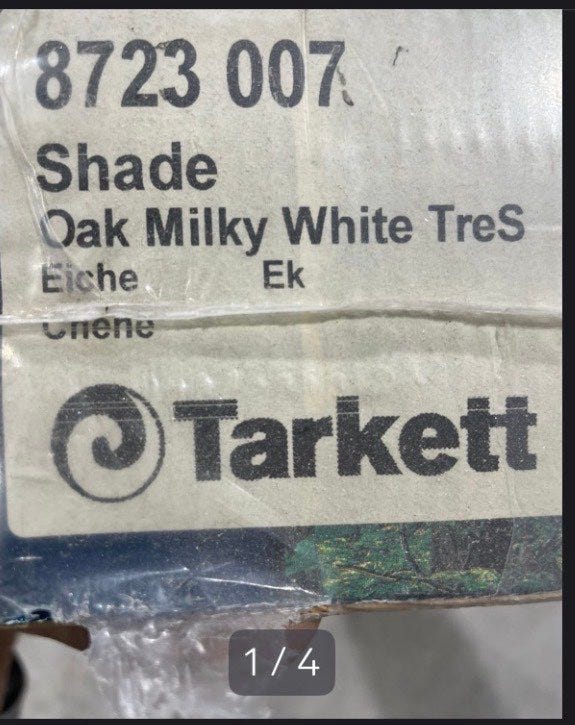 8723 007
Shade
Oak Milky White TreS
Eiche Ek
Chêne
Tarkett
1 / 4